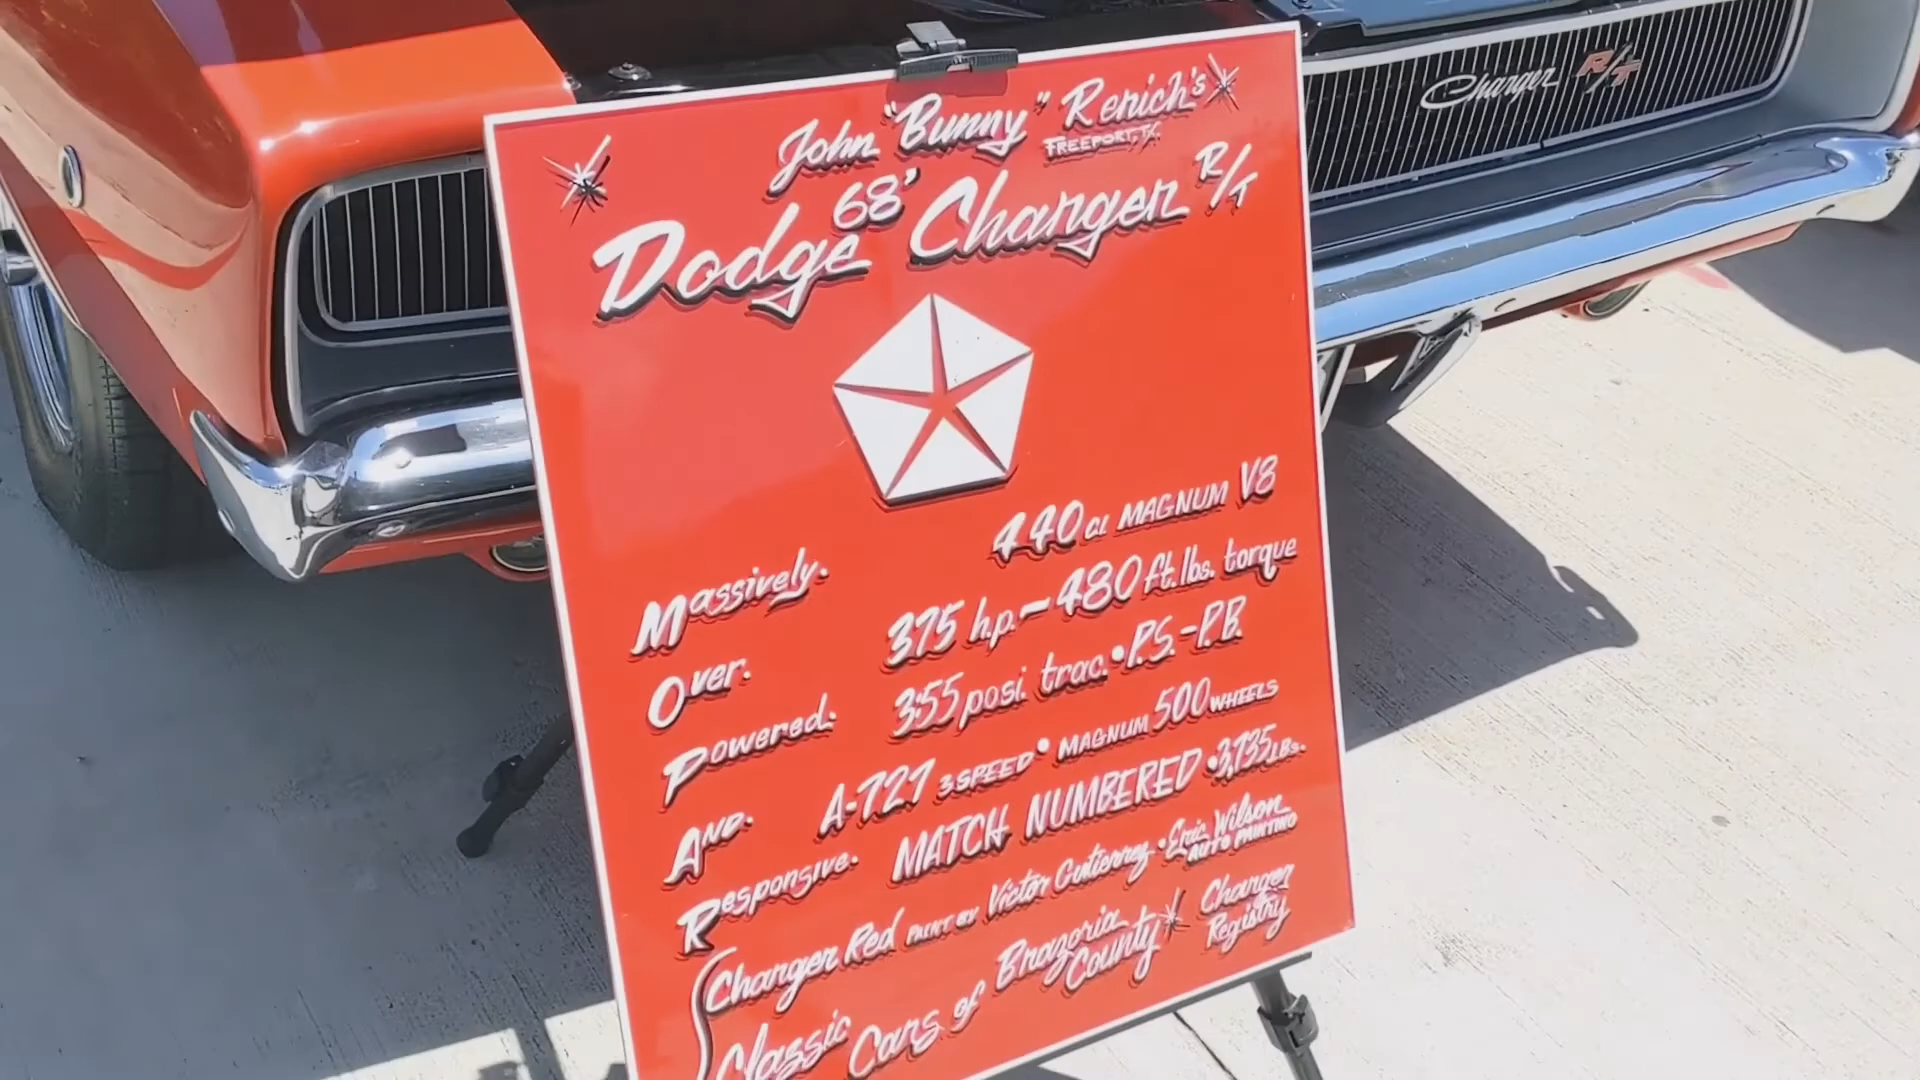 Charger R/T
John "Bunny" Renich's
FREEPORT, TX.
68'
Dodge Charger R/T
440 CI MAGNUM V8
Massively.
375 h.p. - 480 ft. lbs. torque
Over.
3:55 posi trac. • P.S. - P.B.
Powered.
A-727 3 SPEED • MAGNUM 500 WHEELS
And.
MATCH NUMBERED • 3,735 LBS.
Responsive.
Charger Red PAINT BY Victor Gutierrez • Eric Wilson
AUTO PAINTING
Classic Cars of Brazoria County
Charger Registry